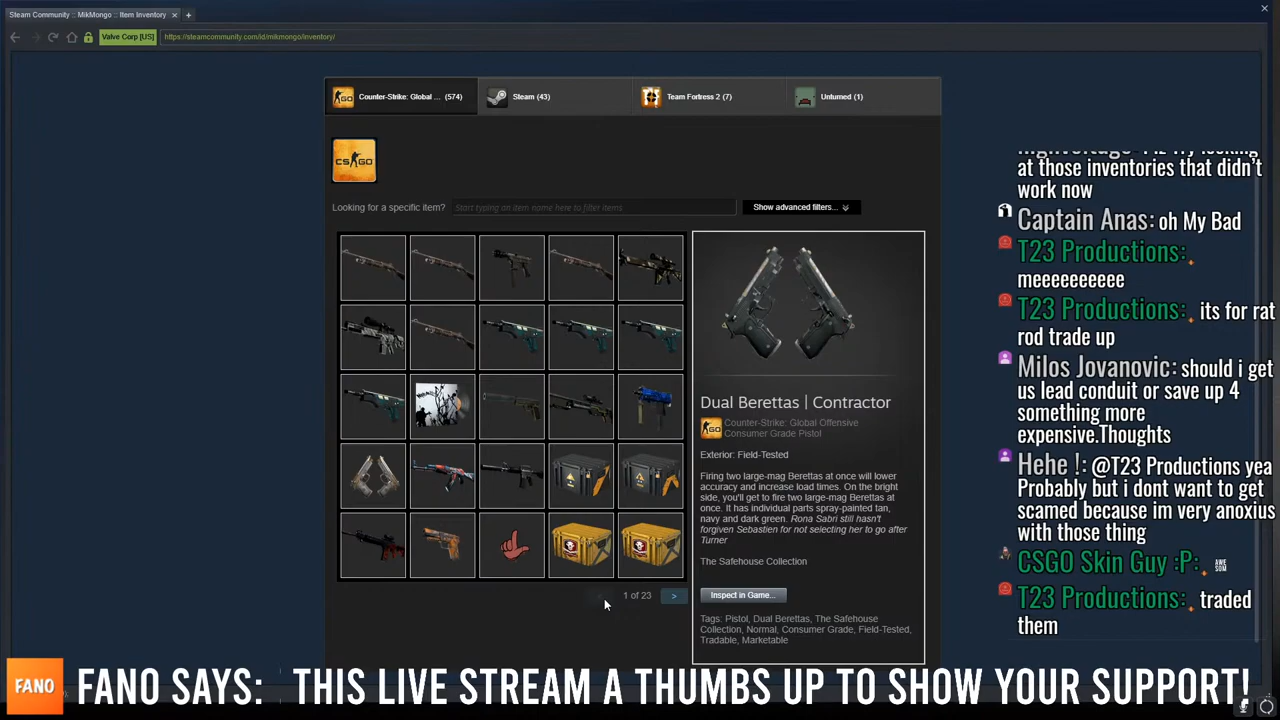 Steam Community :: MikMongo :: Item Inventory
Valve Corp [US]
https://steamcommunity.com/id/mikmongo/inventory/
Counter-Strike: Global ... (574)
Steam (43)
Team Fortress 2 (7)
Unturned (1)
CS GO
Looking for a specific item?
Start typing an item name here to filter items
Show advanced filters...
Dual Berettas | Contractor
Counter-Strike: Global Offensive
Consumer Grade Pistol
Exterior: Field-Tested
Firing two large-mag Berettas at once will lower
accuracy and increase load times. On the bright
side, you'll get to fire two large-mag Berettas at
once. It has individual parts spray-painted tan,
navy and dark green. Rona Sabri still hasn't
forgiven Sebastien for not selecting her to go after
Turner
The Safehouse Collection
Inspect in Game...
Tags: Pistol, Dual Berettas, The Safehouse
Collection, Normal, Consumer Grade, Field-Tested,
Tradable, Marketable
1 of 23
>
at those inventories that didn't
work now
Captain Anas: oh My Bad
T23 Productions:
meeeeeeeeee
T23 Productions: its for rat
rod trade up
Milos Jovanovic: should i get
us lead conduit or save up 4
something more
expensive.Thoughts
Hehe !: @T23 Productions yea
Probably but i dont want to get
scamed because im very anoxius
with those thing
CSGO Skin Guy :P: AWE
SOM
T23 Productions: traded
them
FANO
FANO SAYS: THIS LIVE STREAM A THUMBS UP TO SHOW YOUR SUPPORT!